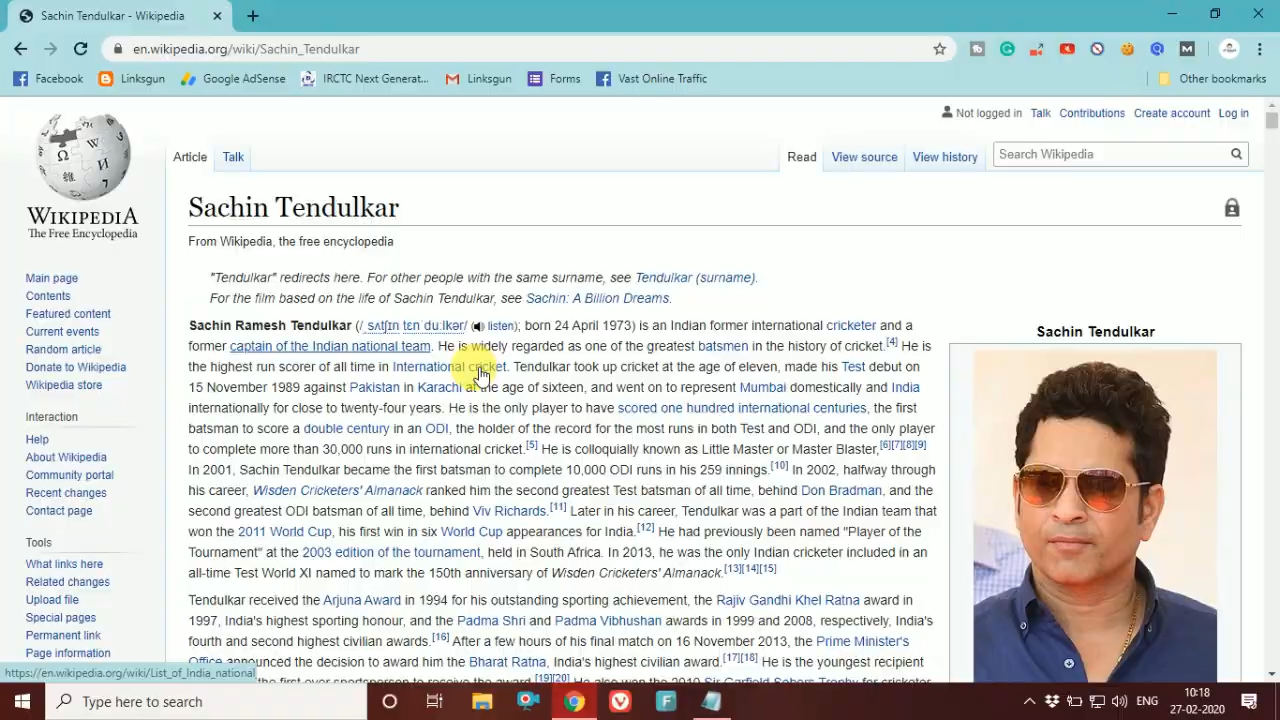 Sachin Tendulkar - Wikipedia
en.wikipedia.org/wiki/Sachin_Tendulkar
Facebook Linksgun Google AdSense IRCTC Next Generat... Linksgun Forms Vast Online Traffic Other bookmarks
Not logged in Talk Contributions Create account Log in
Article Talk Read View source View history Search Wikipedia
WIKIPEDIA
The Free Encyclopedia
Sachin Tendulkar
From Wikipedia, the free encyclopedia
"Tendulkar" redirects here. For other people with the same surname, see Tendulkar (surname).
For the film based on the life of Sachin Tendulkar, see Sachin: A Billion Dreams.
Main page
Contents
Featured content
Current events
Random article
Donate to Wikipedia
Wikipedia store
Interaction
Help
About Wikipedia
Community portal
Recent changes
Contact page
Tools
What links here
Related changes
Upload file
Special pages
Permanent link
Page information
Sachin Ramesh Tendulkar (/ˌsʌtʃɪn tɛnˈduːlkər/ (listen); born 24 April 1973) is an Indian former international cricketer and a
former captain of the Indian national team. He is widely regarded as one of the greatest batsmen in the history of cricket.[4] He is
the highest run scorer of all time in International cricket. Tendulkar took up cricket at the age of eleven, made his Test debut on
15 November 1989 against Pakistan in Karachi at the age of sixteen, and went on to represent Mumbai domestically and India
internationally for close to twenty-four years. He is the only player to have scored one hundred international centuries, the first
batsman to score a double century in an ODI, the holder of the record for the most runs in both Test and ODI, and the only player
to complete more than 30,000 runs in international cricket.[5] He is colloquially known as Little Master or Master Blaster,[6][7][8][9]
In 2001, Sachin Tendulkar became the first batsman to complete 10,000 ODI runs in his 259 innings.[10] In 2002, halfway through
his career, Wisden Cricketers' Almanack ranked him the second greatest Test batsman of all time, behind Don Bradman, and the
second greatest ODI batsman of all time, behind Viv Richards.[11] Later in his career, Tendulkar was a part of the Indian team that
won the 2011 World Cup, his first win in six World Cup appearances for India.[12] He had previously been named "Player of the
Tournament" at the 2003 edition of the tournament, held in South Africa. In 2013, he was the only Indian cricketer included in an
all-time Test World XI named to mark the 150th anniversary of Wisden Cricketers' Almanack.[13][14][15]
Tendulkar received the Arjuna Award in 1994 for his outstanding sporting achievement, the Rajiv Gandhi Khel Ratna award in
1997, India's highest sporting honour, and the Padma Shri and Padma Vibhushan awards in 1999 and 2008, respectively, India's
fourth and second highest civilian awards.[16] After a few hours of his final match on 16 November 2013, the Prime Minister's
Office announced the decision to award him the Bharat Ratna, India's highest civilian award.[17][18] He is the youngest recipient
the first-ever sportsperson to receive the award.[19][20] He also won the 2010 Sir Garfield Sobers Trophy for cricketer
Sachin Tendulkar
https://en.wikipedia.org/wiki/List_of_India_national
Type here to search
ENG
10:18
27-02-2020